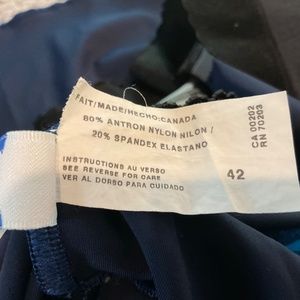 FAIT/MADE/HECHO:CANADA
80% ANTRON NYLON NILON /
20% SPANDEX ELASTANO
INSTRUCTIONS AU VERSO
SEE REVERSE FOR CARE
VER AL DORSO PARA CUIDADO
42
CA 00202
RN 70203